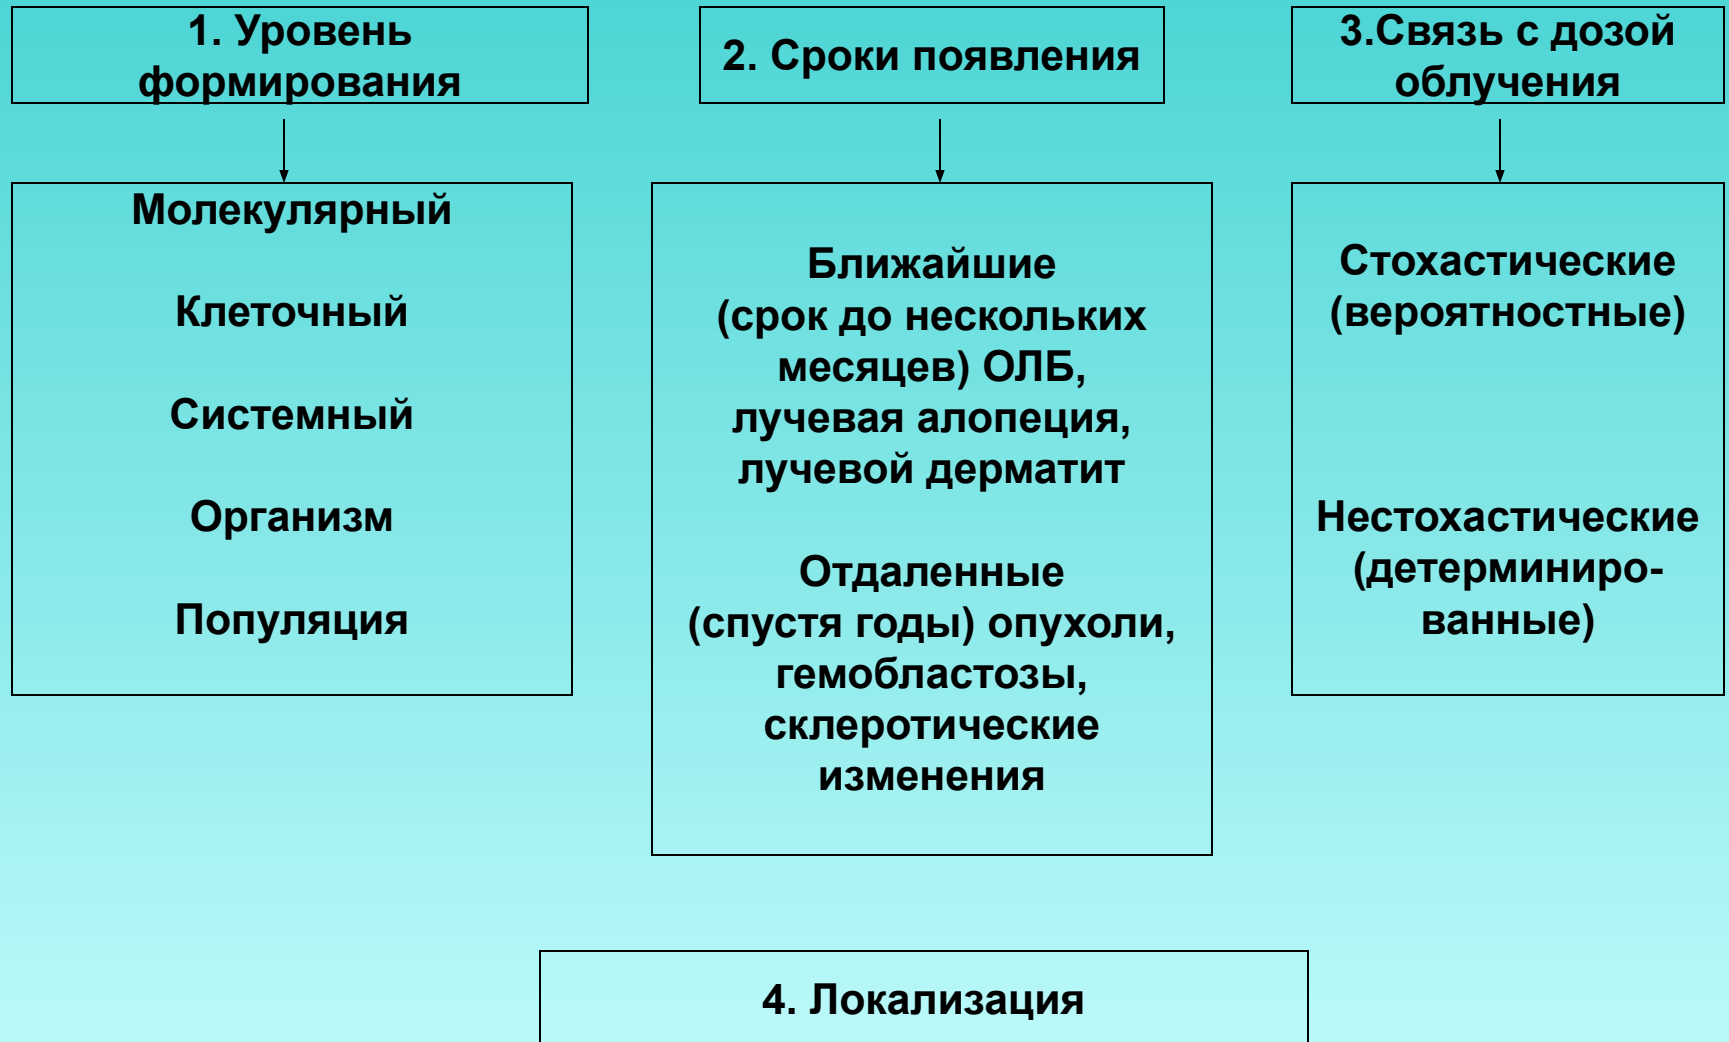 1. Уровень
формирования
2. Сроки появления
3.Связь с дозой
облучения
Молекулярный
Клеточный
Системный
Организм
Популяция
Ближайшие
(срок до нескольких
месяцев) ОЛБ,
лучевая алопеция,
лучевой дерматит
Отдаленные
(спустя годы) опухоли,
гемобластозы,
склеротические
изменения
Стохастические
(вероятностные)
Нестохастические
(детерминиро-
ванные)
4. Локализация